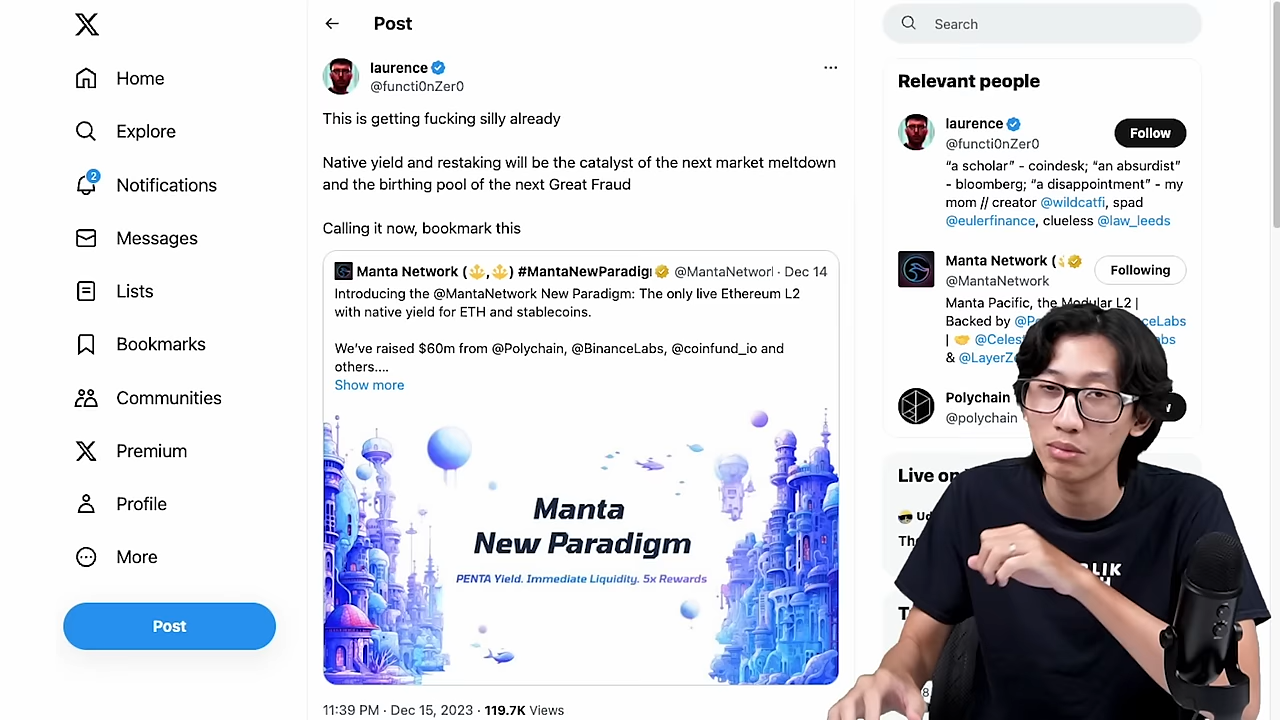 Home
Explore
2
Notifications
Messages
Lists
Bookmarks
Communities
Premium
Profile
More
Post
Post
laurence
@functi0nZer0
This is getting fucking silly already
Native yield and restaking will be the catalyst of the next market meltdown
and the birthing pool of the next Great Fraud
Calling it now, bookmark this
Manta Network (⚓,⚓) #MantaNewParadig @MantaNetwor · Dec 14
Introducing the @MantaNetwork New Paradigm: The only live Ethereum L2
with native yield for ETH and stablecoins.
We've raised $60m from @Polychain, @BinanceLabs, @coinfund_io and
others....
Show more
Manta
New Paradigm
PENTA Yield. Immediate Liquidity. 5x Rewards
11:39 PM · Dec 15, 2023 · 119.7K Views
Search
Relevant people
laurence
@functi0nZer0
Follow
“a scholar” - coindesk; “an absurdist”
- bloomberg; “a disappointment” - my
mom // creator @wildcatfi, spad
@eulerfinance, clueless @law_leeds
Manta Network (
@MantaNetwork
Following
Manta Pacific, the Modular L2 |
Backed by
|
&
Polychain
@polychain
Live on